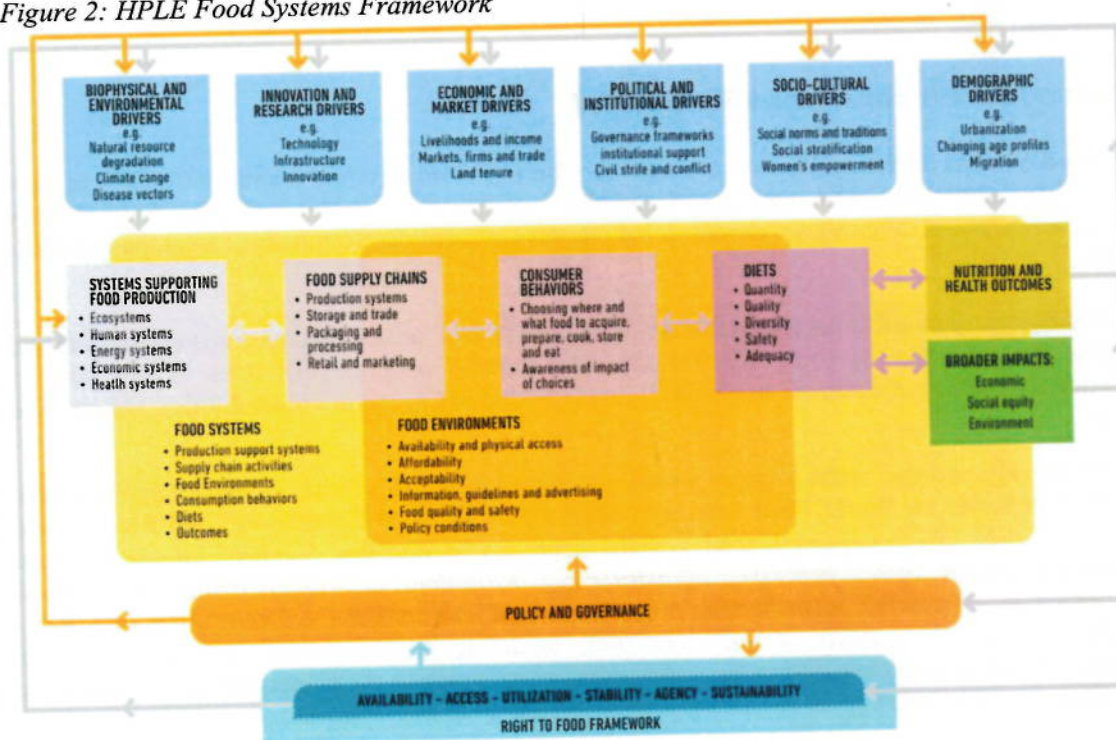 Figure 2: HPLE Food Systems Framework
BIOPHYSICAL AND
ENVIRONMENTAL
DRIVERS
e.g.
Natural resource
degradation
Climate cange
Disease vectors
INNOVATION AND
RESEARCH DRIVERS
e.g.
Technology
Infrastructure
Innovation
ECONOMIC AND
MARKET DRIVERS
e.g.
Livelihoods and income
Markets, firms and trade
Land tenure
POLITICAL AND
INSTITUTIONAL DRIVERS
e.g.
Governance frameworks
institutional support
Civil strife and conflict
SOCIO-CULTURAL
DRIVERS
e.g.
Social norms and traditions
Social stratification
Women's empowerment
DEMOGRAPHIC
DRIVERS
e.g.
Urbanization
Changing age profiles
Migration
SYSTEMS SUPPORTING
FOOD PRODUCTION
• Ecosystems
• Human systems
• Energy systems
• Economic systems
• Health systems
FOOD SUPPLY CHAINS
• Production systems
• Storage and trade
• Packaging and
processing
• Retail and marketing
CONSUMER
BEHAVIORS
• Choosing where and
what food to acquire,
prepare, cook, store
and eat
• Awareness of impact
of choices
DIETS
• Quantity
• Quality
• Diversity
• Safety
• Adequacy
NUTRITION AND
HEALTH OUTCOMES
BROADER IMPACTS:
Economic
Social equity
Environment
FOOD SYSTEMS
• Production support systems
• Supply chain activities
• Food Environments
• Consumption behaviors
• Diets
• Outcomes
FOOD ENVIRONMENTS
• Availability and physical access
• Affordability
• Acceptability
• Information, guidelines and advertising
• Food quality and safety
• Policy conditions
POLICY AND GOVERNANCE
AVAILABILITY - ACCESS - UTILIZATION - STABILITY - AGENCY - SUSTAINABILITY
RIGHT TO FOOD FRAMEWORK